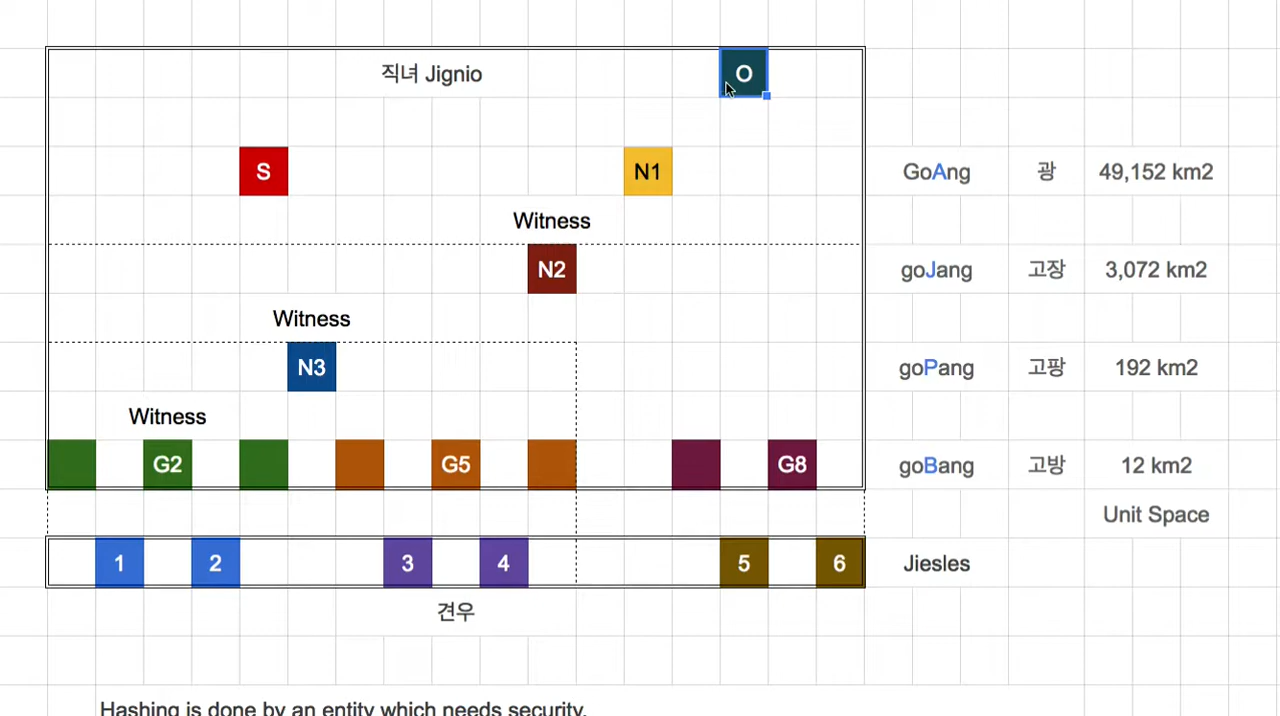 직녀 Jignio O
S N1 GoAng 광 49,152 km2
Witness
N2 goJang 고장 3,072 km2
Witness
N3 goPang 고팡 192 km2
Witness
G2 G5 G8 goBang 고방 12 km2
Unit Space
1 2 3 4 5 6 Jiesles
견우
Hashing is done by an entity which needs security.